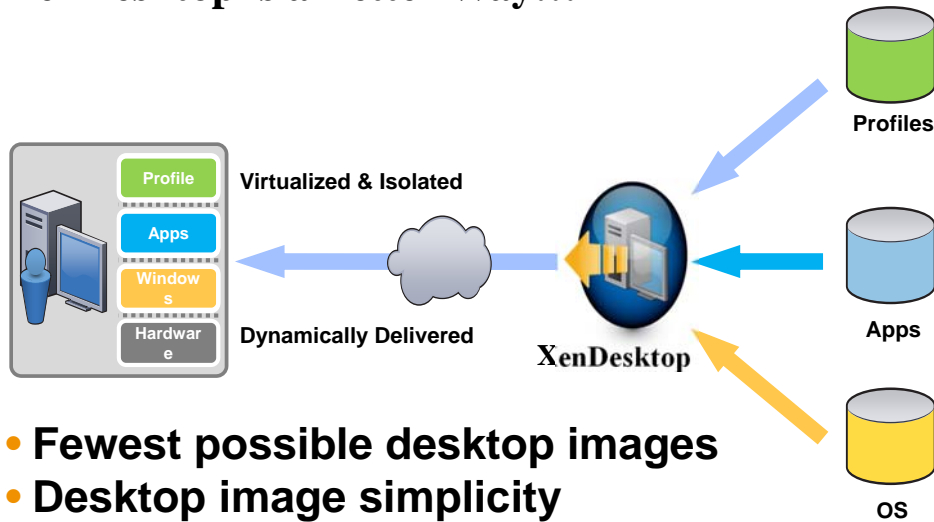 Profiles
Profile
Virtualized & Isolated
Apps
Window
s
Hardwar
e
Dynamically Delivered
XenDesktop
Apps
• Fewest possible desktop images
• Desktop image simplicity
OS